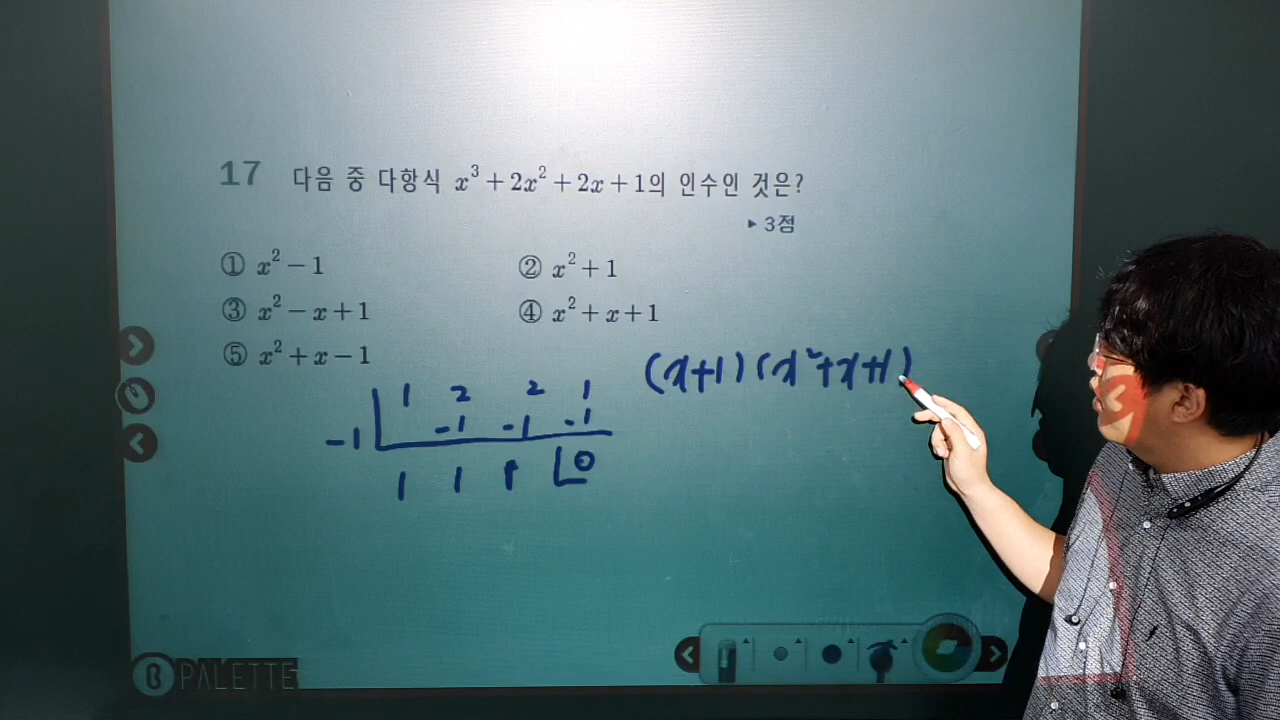 17 다음 중 다항식 x³ + 2x² + 2x + 1의 인수인 것은?
▸ 3점
① x² − 1 ② x² + 1
③ x² − x + 1 ④ x² + x + 1
⑤ x² + x − 1
(x+1)(x²+x+1)
1 2 2 1
-1 -1 -1
-1
1 1 1 0
PALETTE